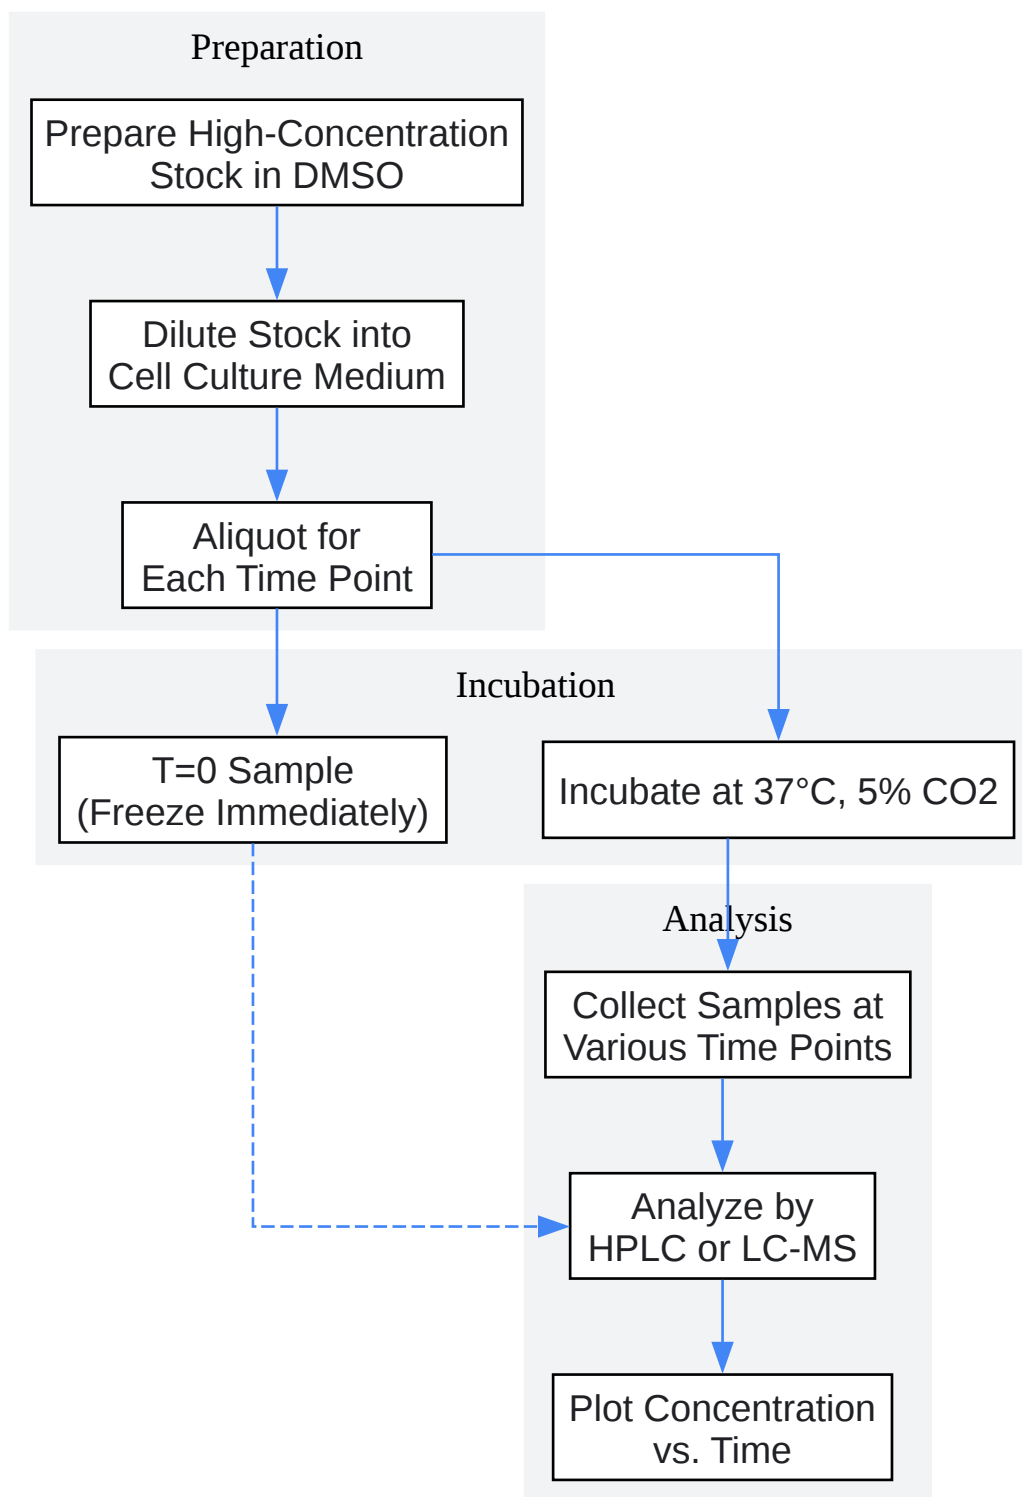 Preparation
Prepare High-Concentration
Stock in DMSO
Dilute Stock into
Cell Culture Medium
Aliquot for
Each Time Point
Incubation
T=0 Sample
(Freeze Immediately)
Incubate at 37°C, 5% CO2
Analysis
Collect Samples at
Various Time Points
Analyze by
HPLC or LC-MS
Plot Concentration
vs. Time